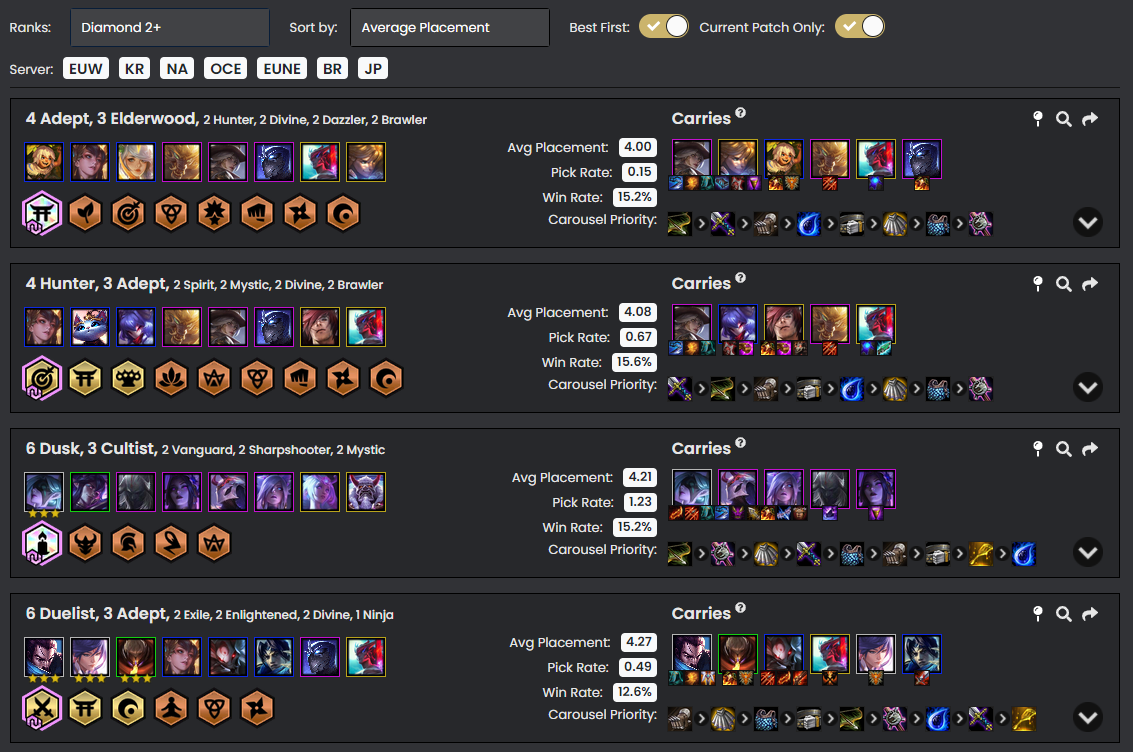 Ranks: Diamond 2+ Sort by: Average Placement Best First: Current Patch Only:
Server: EUW KR NA OCE EUNE BR JP
4 Adept, 3 Elderwood, 2 Hunter, 2 Divine, 2 Dazzler, 2 Brawler
Carries ?
Avg Placement: 4.00
Pick Rate: 0.15
Win Rate: 15.2%
Carousel Priority:
4 Hunter, 3 Adept, 2 Spirit, 2 Mystic, 2 Divine, 2 Brawler
Carries ?
Avg Placement: 4.08
Pick Rate: 0.67
Win Rate: 15.6%
Carousel Priority:
6 Dusk, 3 Cultist, 2 Vanguard, 2 Sharpshooter, 2 Mystic
Carries ?
Avg Placement: 4.21
Pick Rate: 1.23
Win Rate: 15.2%
Carousel Priority:
6 Duelist, 3 Adept, 2 Exile, 2 Enlightened, 2 Divine, 1 Ninja
Carries ?
Avg Placement: 4.27
Pick Rate: 0.49
Win Rate: 12.6%
Carousel Priority: